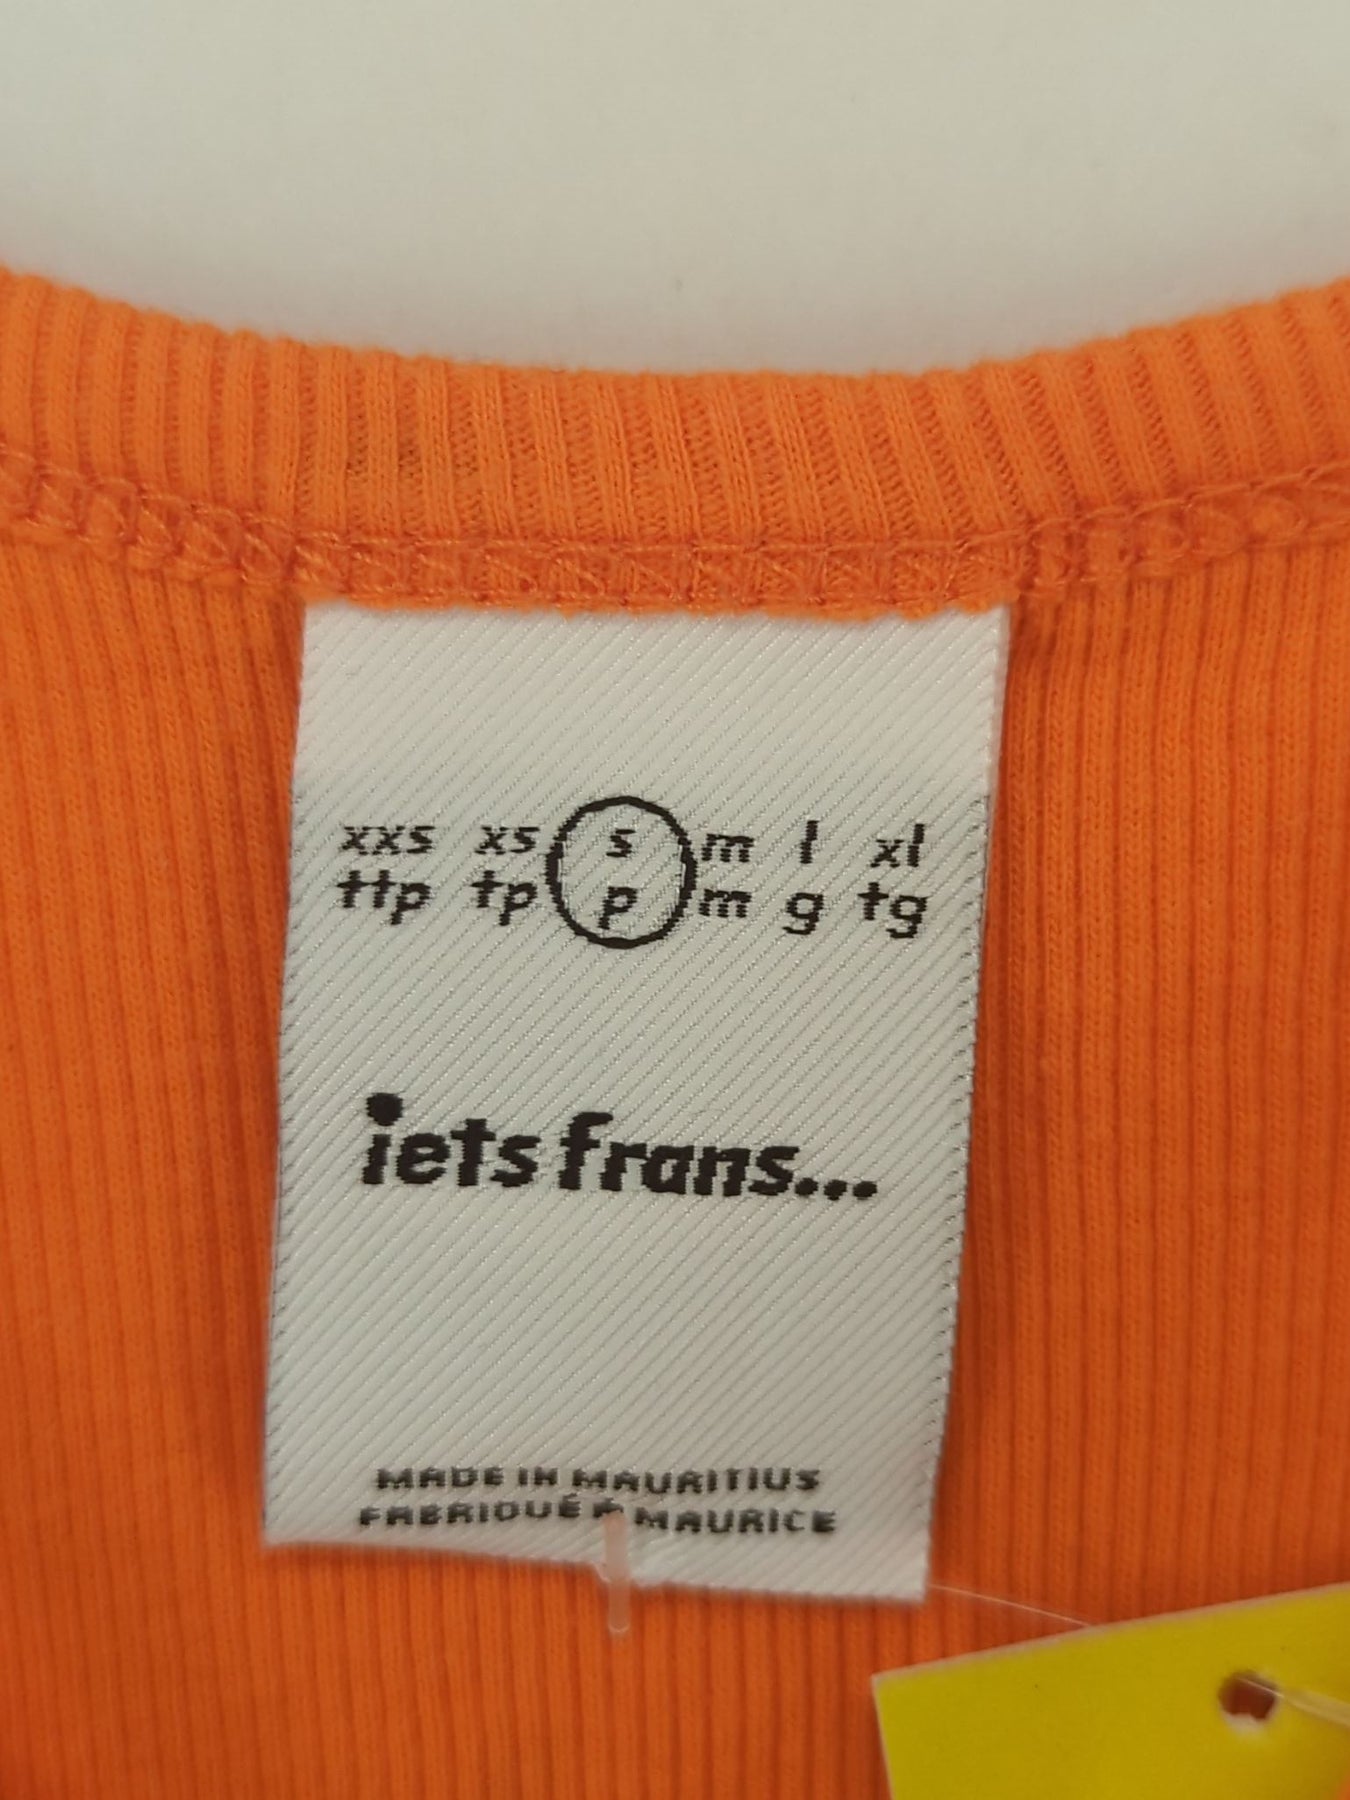 xxs xs s m l xl
ttp tp p m g tg
iets frans...
MADE IN MAURITIUS
FABRIQUÉ À MAURICE